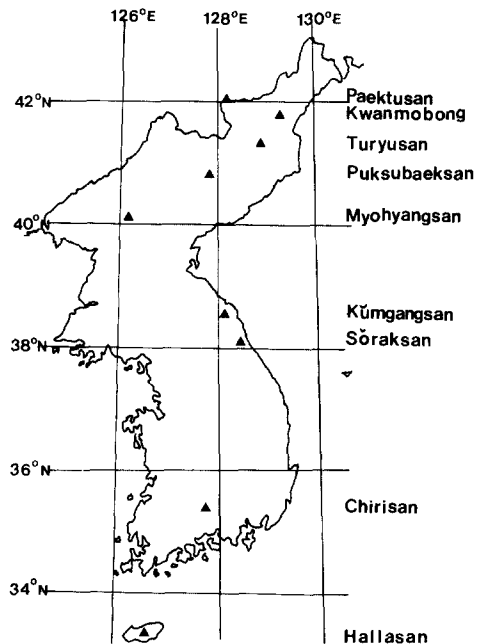 126°E 128°E 130°E
42°N
Paektusan
Kwanmobong
Turyusan
Puksubaeksan
40°N
Myohyangsan
Kŭmgangsan
Sŏraksan
38°N
36°N
Chirisan
34°N
Hallasan